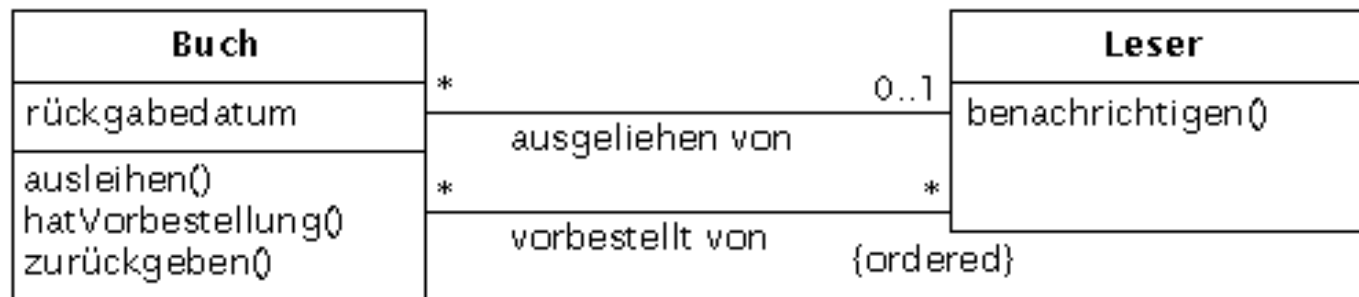 Buch
rückgabedatum
ausleihen()
hatVorbestellung()
zurückgeben()
* 0..1
ausgeliehen von
* *
vorbestellt von
{ordered}
Leser
benachrichtigen()